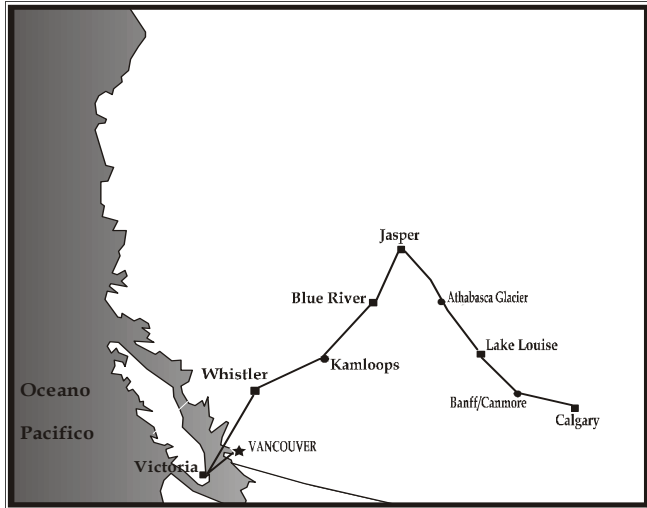 Jasper
Blue River
Athabasca Glacier
Lake Louise
Kamloops
Whistler
Oceano
Banff/Canmore
Calgary
Pacifico
VANCOUVER
Victoria